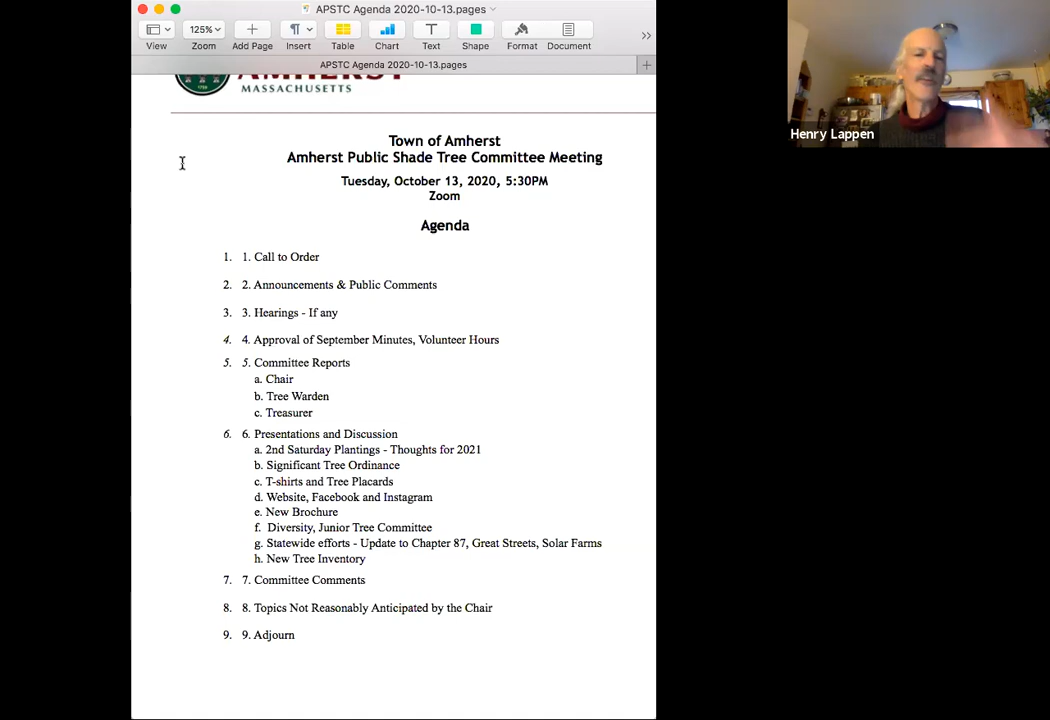 APSTC Agenda 2020-10-13.pages
125%
View
Zoom
Add Page
Insert
Table
Chart
Text
Shape
Format
Document
APSTC Agenda 2020-10-13.pages
AMHERST
MASSACHUSETTS
Town of Amherst
Amherst Public Shade Tree Committee Meeting
Tuesday, October 13, 2020, 5:30PM
Zoom
Agenda
1. 1. Call to Order
2. 2. Announcements & Public Comments
3. 3. Hearings - If any
4. 4. Approval of September Minutes, Volunteer Hours
5. 5. Committee Reports
a. Chair
b. Tree Warden
c. Treasurer
6. 6. Presentations and Discussion
a. 2nd Saturday Plantings - Thoughts for 2021
b. Significant Tree Ordinance
c. T-shirts and Tree Placards
d. Website, Facebook and Instagram
e. New Brochure
f. Diversity, Junior Tree Committee
g. Statewide efforts - Update to Chapter 87, Great Streets, Solar Farms
h. New Tree Inventory
7. 7. Committee Comments
8. 8. Topics Not Reasonably Anticipated by the Chair
9. 9. Adjourn
Henry Lappen